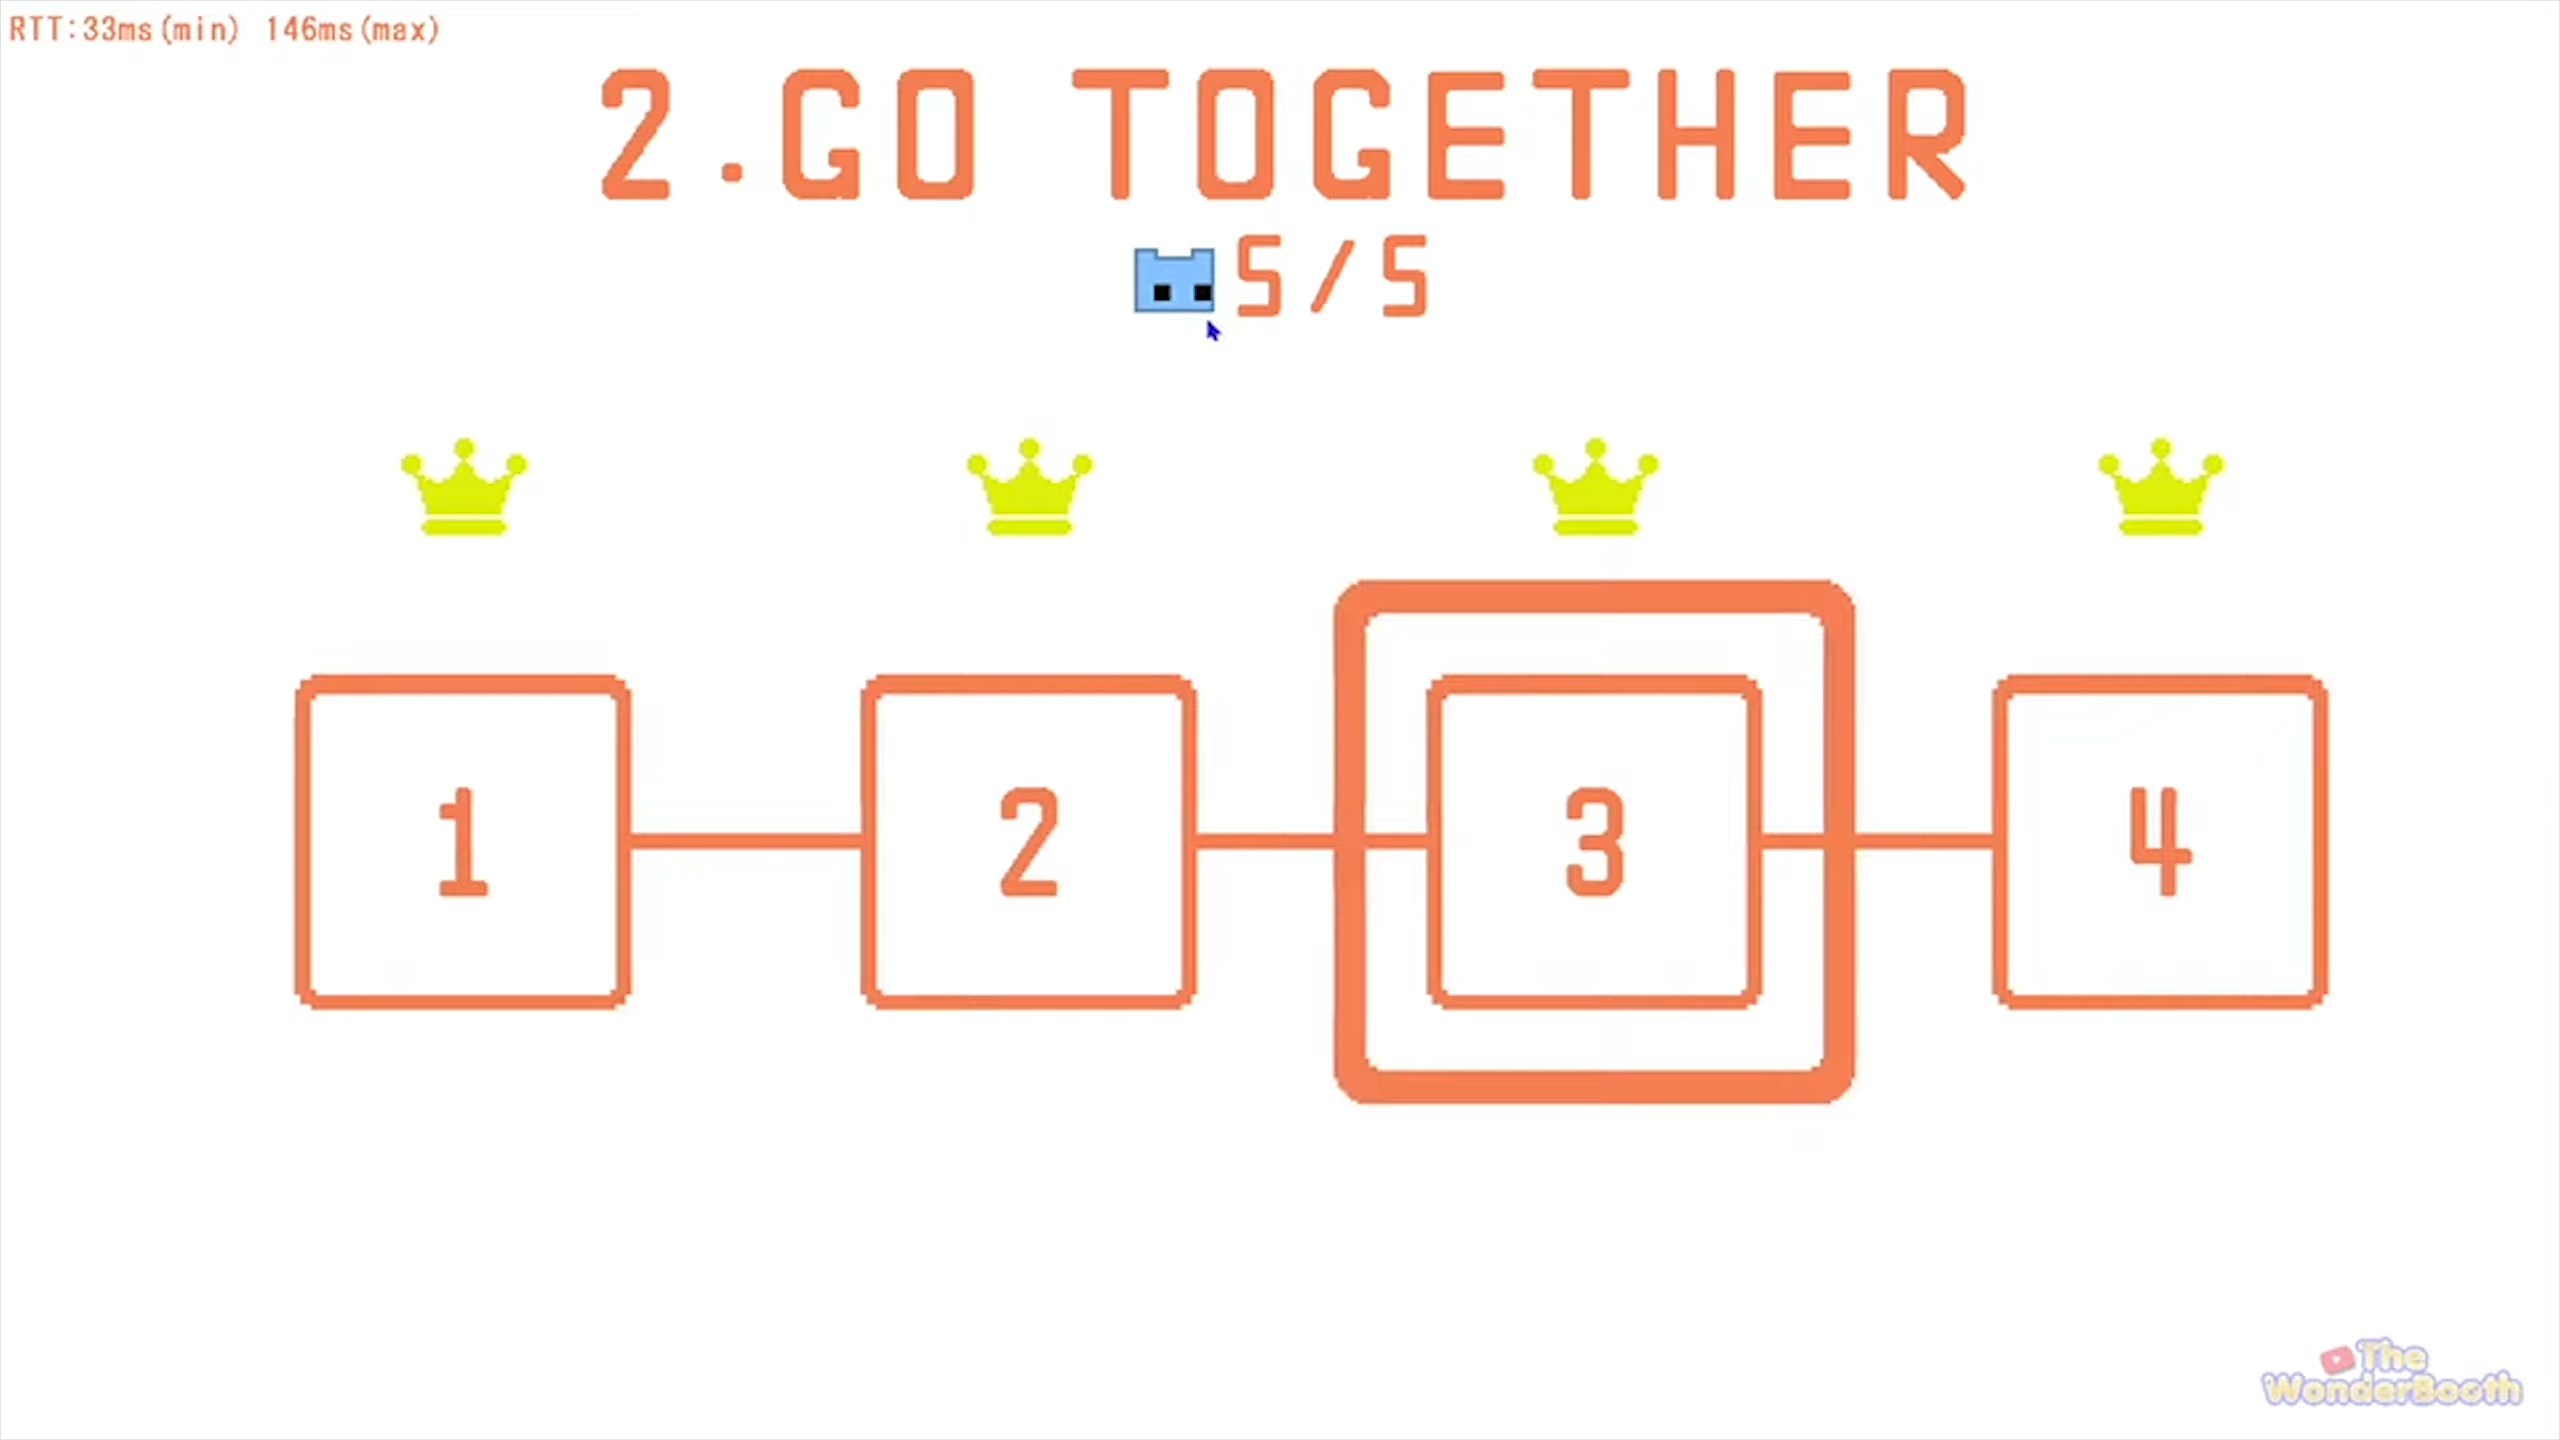 RTT:33ms(min) 146ms(max)
2.GO TOGETHER
5/5
1
2
3
4
The
WonderBooth